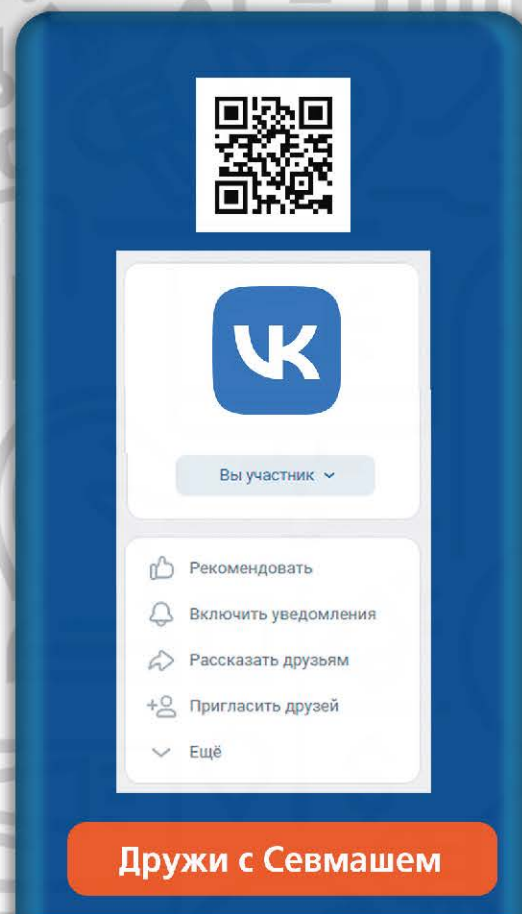 VK
Вы участник
Рекомендовать
Включить уведомления
Рассказать друзьям
Пригласить друзей
Ещё
Дружи с Севмашем